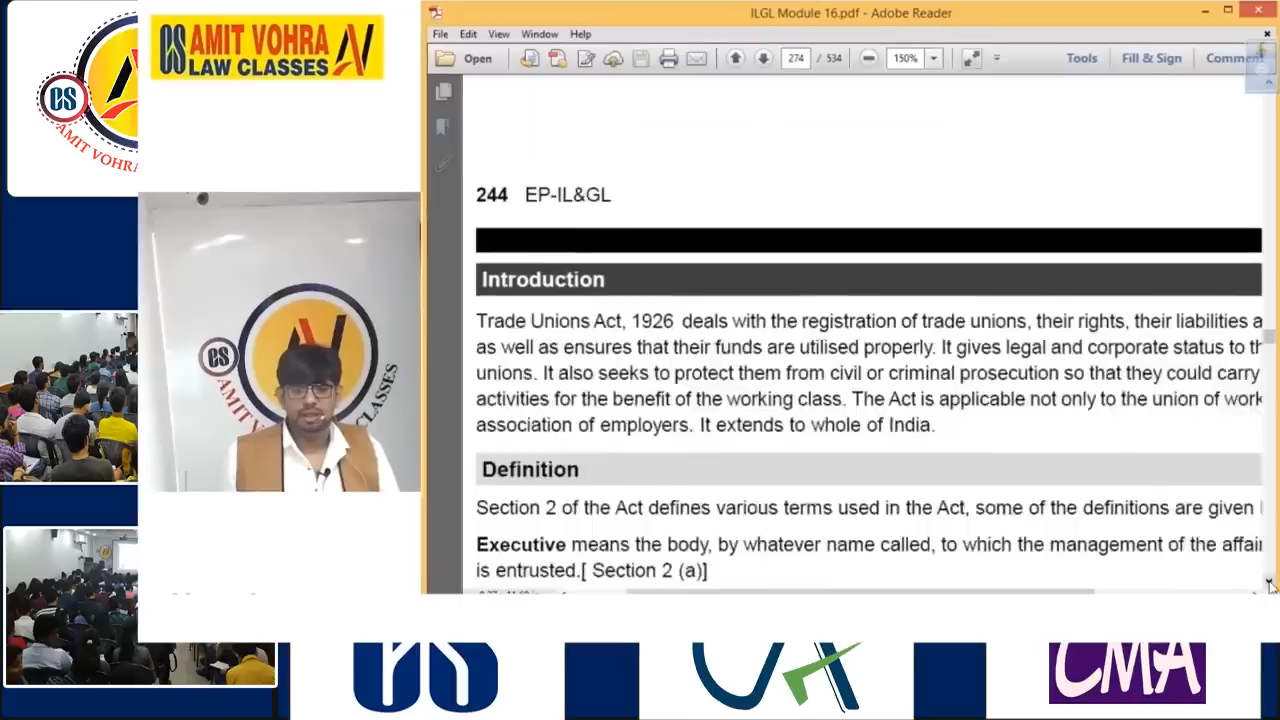 CS
AMIT VOHRA
CS AMIT VOHRA
LAW CLASSES AV
CS
AMIT V
CLASSES
ILGL Module 16.pdf - Adobe Reader
File Edit View Window Help
Open 274 / 534 150% Tools Fill & Sign Comment
244 EP-IL&GL
Introduction
Trade Unions Act, 1926 deals with the registration of trade unions, their rights, their liabilities a
as well as ensures that their funds are utilised properly. It gives legal and corporate status to th
unions. It also seeks to protect them from civil or criminal prosecution so that they could carry
activities for the benefit of the working class. The Act is applicable not only to the union of work
association of employers. It extends to whole of India.
Definition
Section 2 of the Act defines various terms used in the Act, some of the definitions are given
Executive means the body, by whatever name called, to which the management of the affair
is entrusted.[ Section 2 (a)]
CMA